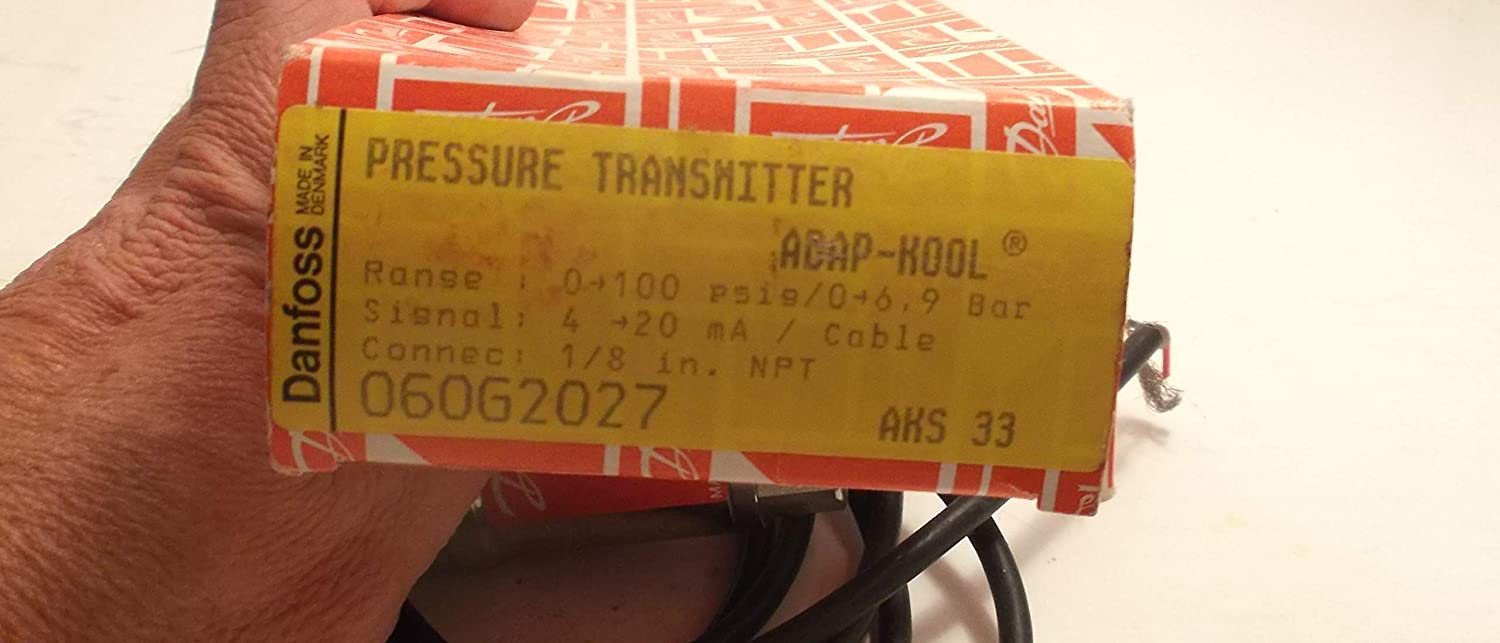 Danfoss MADE IN DENMARK
PRESSURE TRANSMITTER
ADAP-KOOL ®
Range : 0→100 psig/0→6,9 Bar
Signal: 4 →20 mA / Cable
Connec: 1/8 in. NPT
060G2027
AKS 33